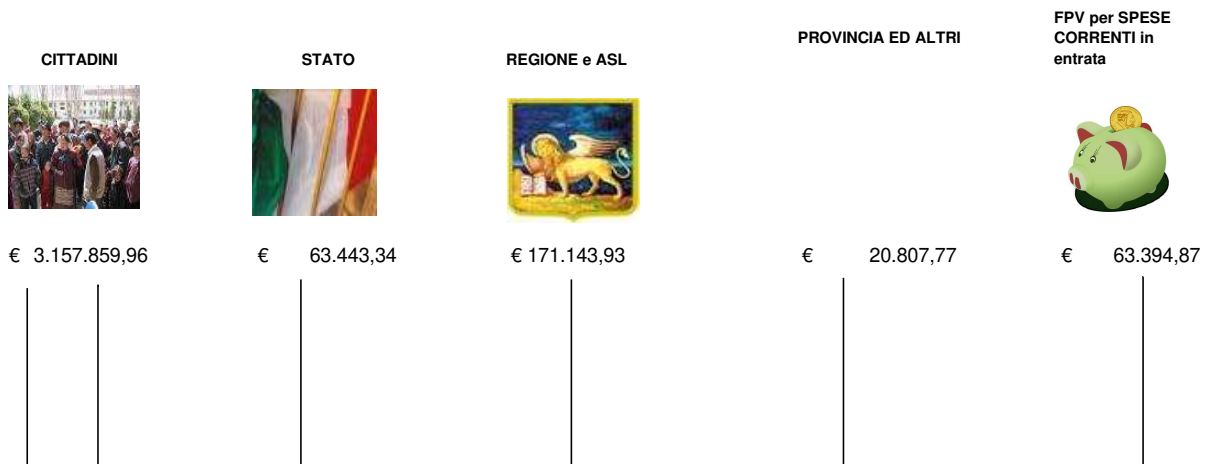 CITTADINI
STATO
REGIONE e ASL
PROVINCIA ED ALTRI
FPV per SPESE
CORRENTI in
entrata
€ 3.157.859,96
€ 63.443,34
€ 171.143,93
€ 20.807,77
€ 63.394,87